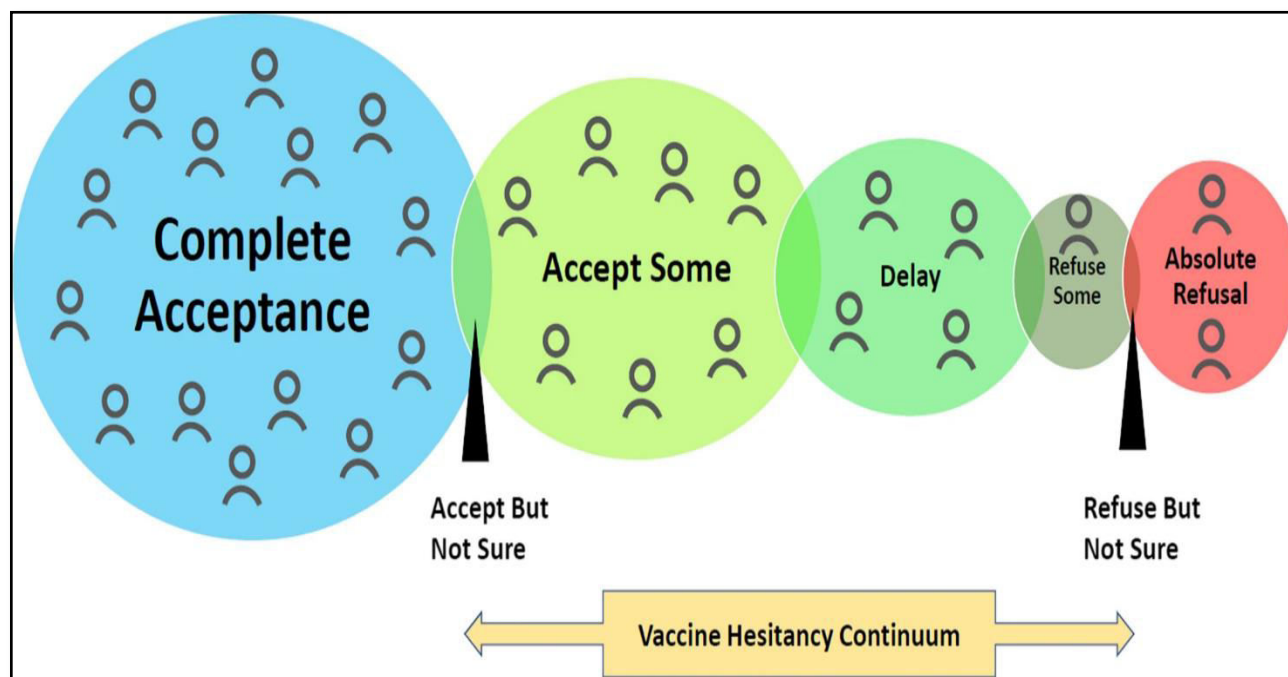 Complete
Acceptance
Accept Some
Delay
Refuse
Some
Absolute
Refusal
Accept But
Not Sure
Refuse But
Not Sure
Vaccine Hesitancy Continuum